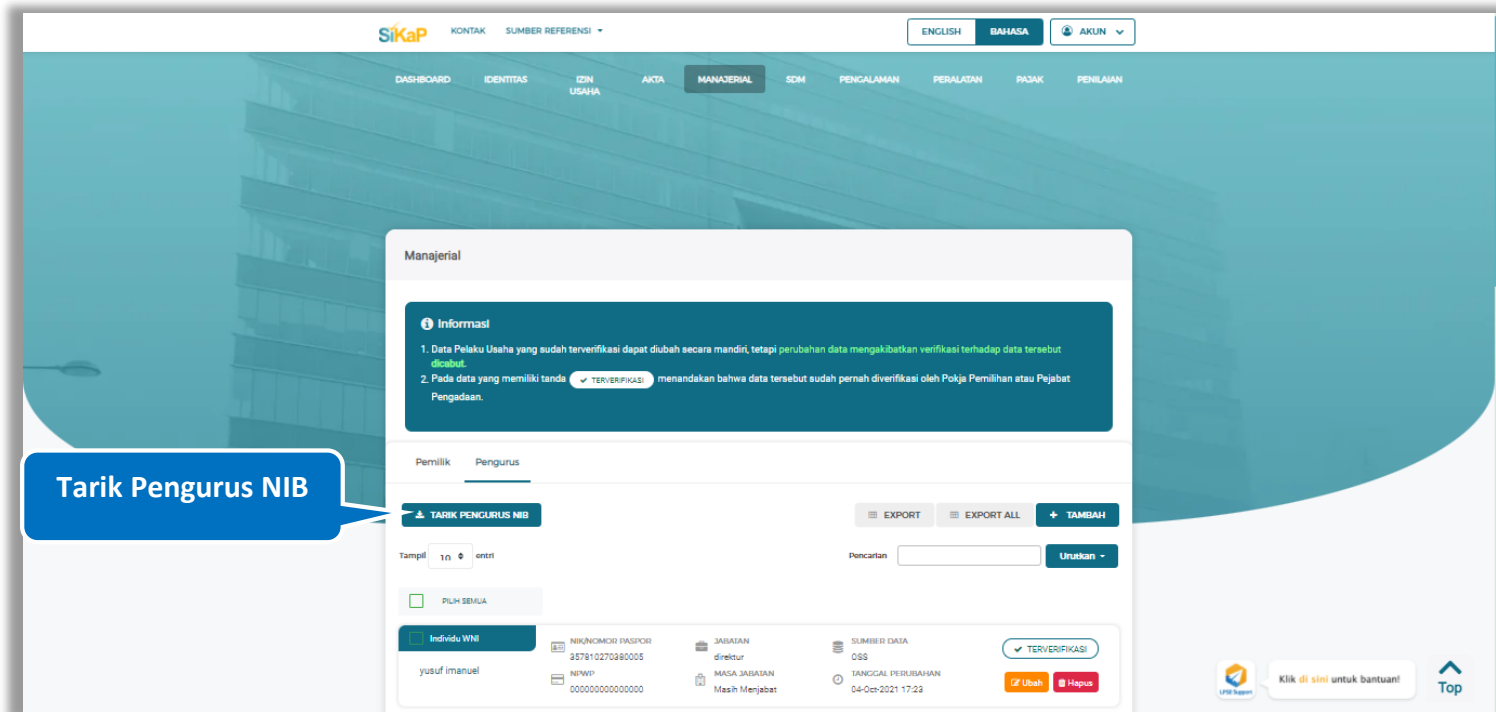 SiKaP KONTAK SUMBER REFERENSI ENGLISH BAHASA AKUN
DASHBOARD IDENTITAS IZIN USAHA AKTA MANAJERIAL SDM PENGALAMAN PERALATAN PAJAK PENILAIAN
Manajerial
Informasi
1. Data Pelaku Usaha yang sudah terverifikasi dapat diubah secara mandiri, tetapi perubahan data mengakibatkan verifikasi terhadap data tersebut
dicabut.
2. Pada data yang memiliki tanda TERVERIFIKASI menandakan bahwa data tersebut sudah pernah diverifikasi oleh Pokja Pemilihan atau Pejabat
Pengadaan.
Pemilik Pengurus
Tarik Pengurus NIB
TARIK PENGURUS NIB EXPORT EXPORT ALL + TAMBAH
Tampil 10 entri Pencarian Urutkan
PILIH SEMUA
Individu WNI
yusuf imanuel
NIK/NOMOR PASPOR
357810270380005
NPWP
000000000000000
JABATAN
direktur
MASA JABATAN
Masih Menjabat
SUMBER DATA
OSS
TANGGAL PERUBAHAN
04-Oct-2021 17:23
TERVERIFIKASI
Ubah Hapus
LPSE Support
Klik di sini untuk bantuan!
Top